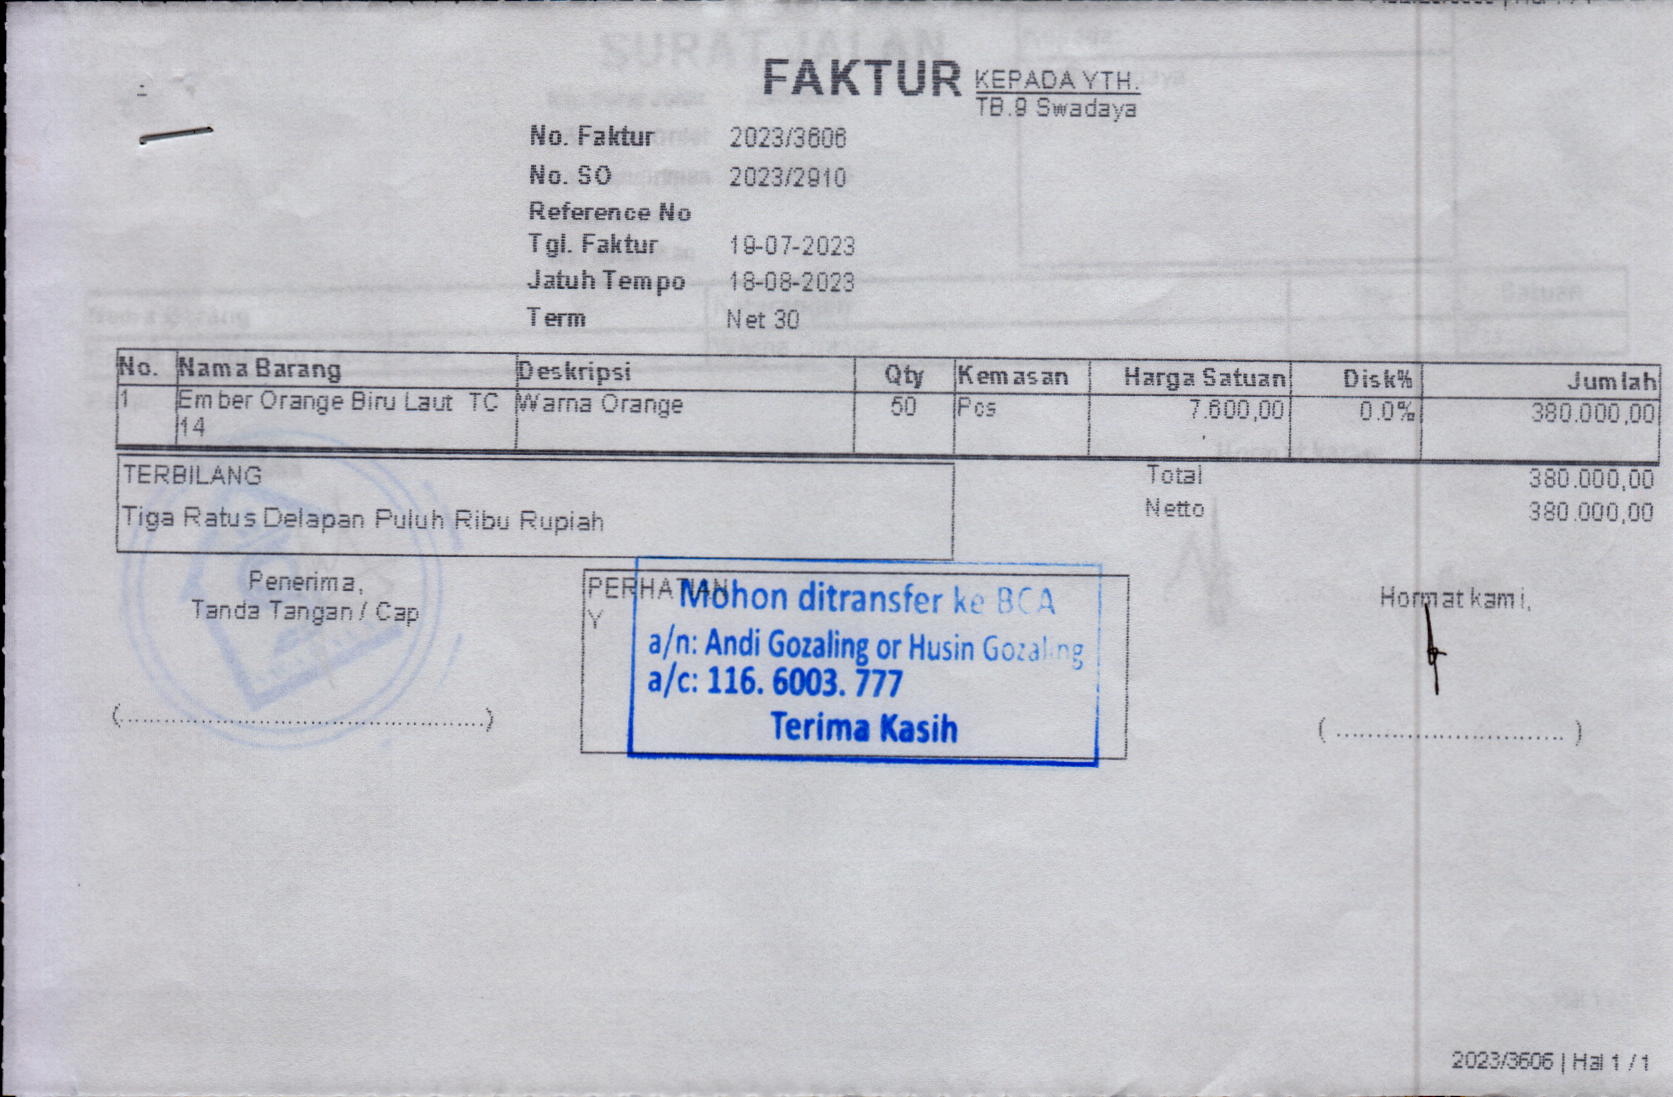 FAKTUR
KEPADA YTH.
TB.9 Swadaya
No. Faktur 2023/3606
No. SO 2023/2910
Reference No
Tgl. Faktur 19-07-2023
Jatuh Tempo 18-08-2023
Term Net 30
No. Nama Barang Deskripsi Qty Kemasan Harga Satuan Disk% Jumlah
1 Ember Orange Biru Laut TC Warna Orange 50 Pcs 7.600,00 0.0% 380.000,00
14
TERBILANG
Tiga Ratus Delapan Puluh Ribu Rupiah
Total 380.000,00
Netto 380.000,00
Penerima,
Tanda Tangan / Cap
(................................................)
PERHATIAN
Y
Mohon ditransfer ke BCA
a/n: Andi Gozaling or Husin Gozaling
a/c: 116. 6003. 777
Terima Kasih
Hormat kami,
( ............................. )
2023/3606 | Hal 1 / 1
SURAT JALAN